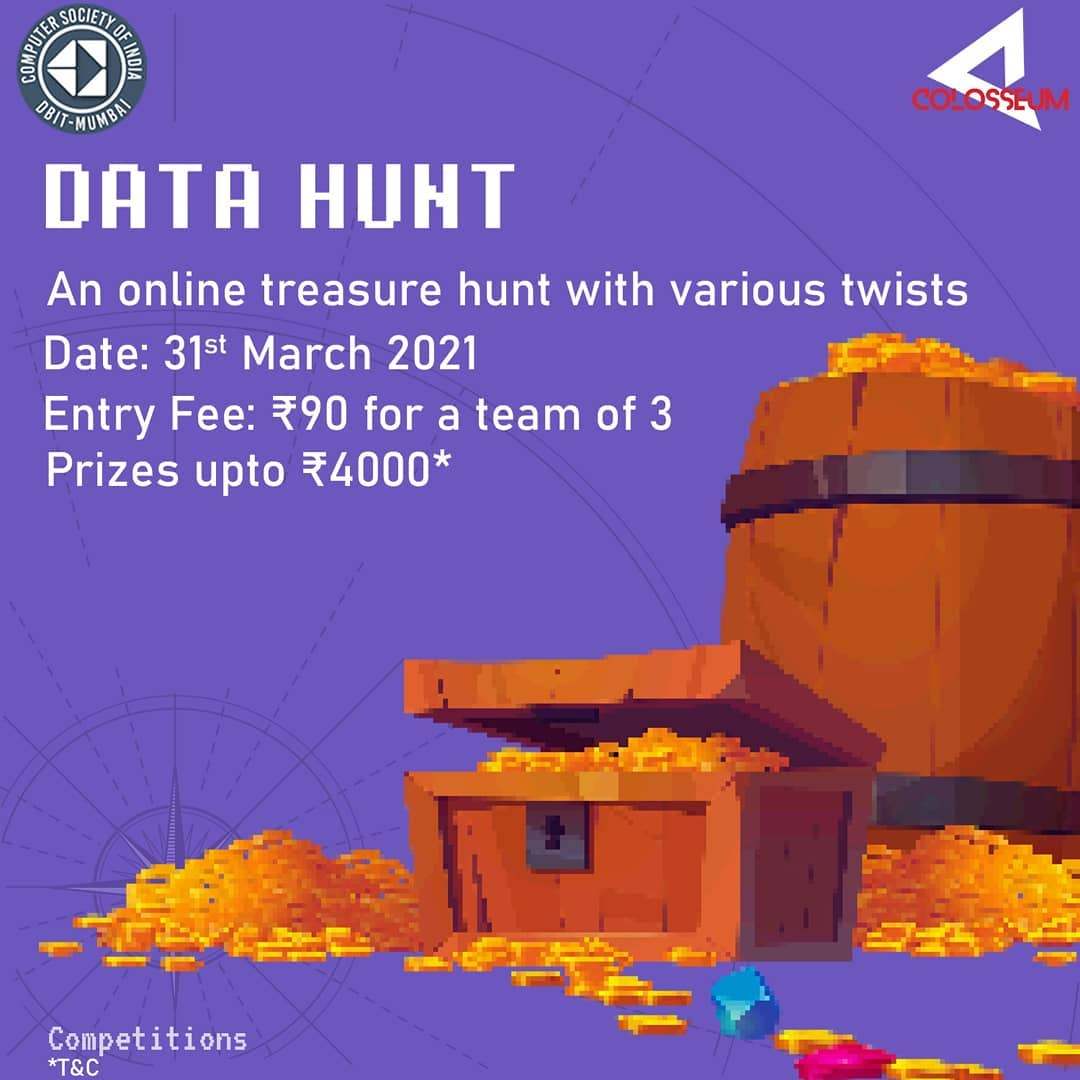 COMPUTER SOCIETY OF INDIA
DBIT-MUMBAI
COLOSSEUM
DATA HUNT
An online treasure hunt with various twists
Date: 31st March 2021
Entry Fee: ₹90 for a team of 3
Prizes upto ₹4000*
Competitions
*T&C